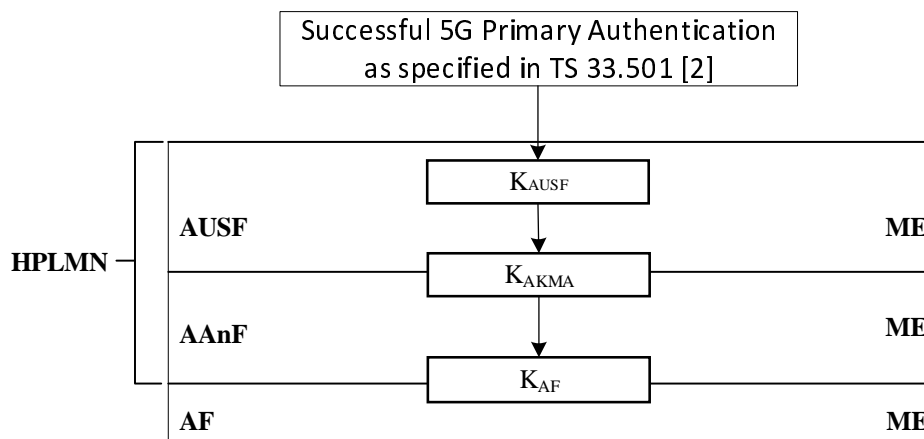 Successful 5G Primary Authentication
as specified in TS 33.501 [2]
KAUSF
AUSF
ME
HPLMN
KAKMA
AAnF
ME
KAF
AF
ME